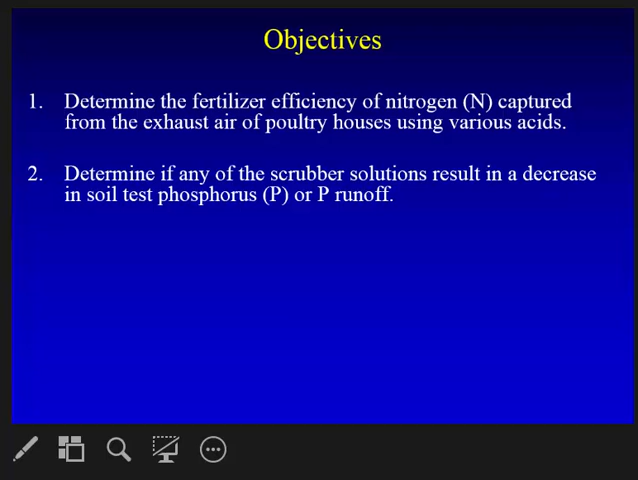 Objectives
1. Determine the fertilizer efficiency of nitrogen (N) captured
from the exhaust air of poultry houses using various acids.
2. Determine if any of the scrubber solutions result in a decrease
in soil test phosphorus (P) or P runoff.